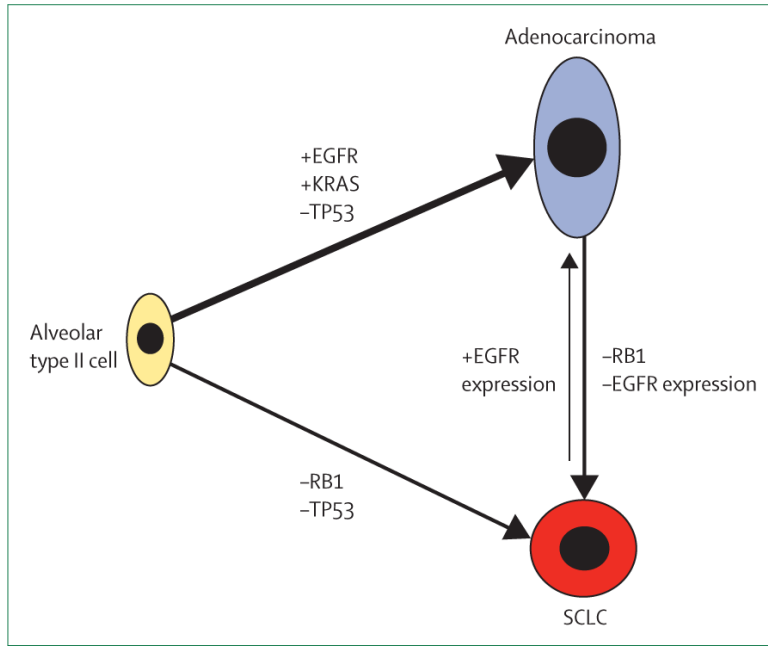 Adenocarcinoma
+EGFR
+KRAS
–TP53
Alveolar
type II cell
+EGFR
expression
–RB1
–EGFR expression
–RB1
–TP53
SCLC